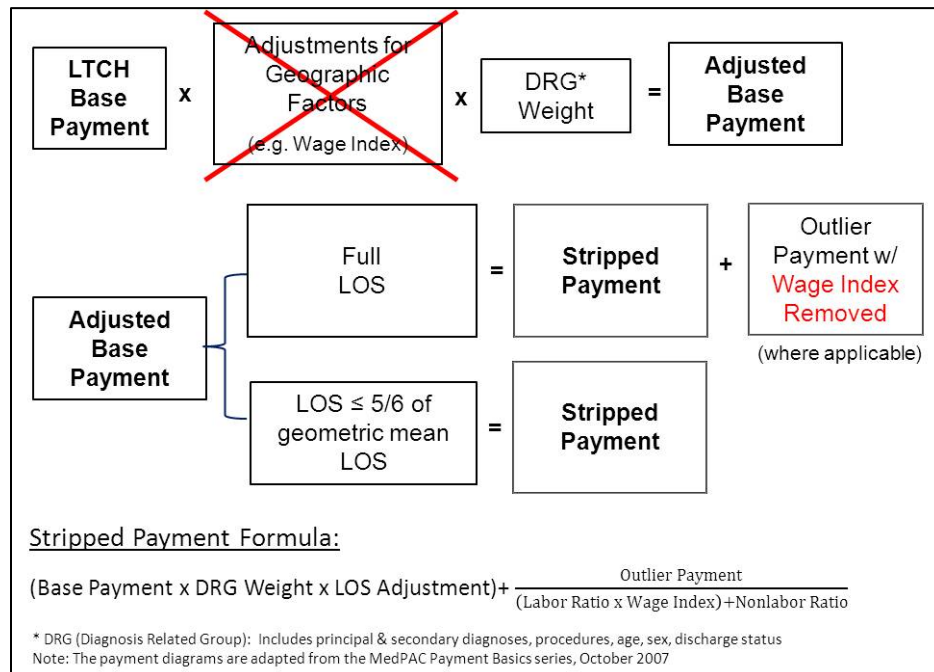 LTCH
Base
Payment
x
Adjustments for
Geographic
Factors
(e.g. Wage Index)
x
DRG*
Weight
=
Adjusted
Base
Payment
Adjusted
Base
Payment
Full
LOS
=
Stripped
Payment
+
Outlier
Payment w/
Wage Index
Removed
(where applicable)
LOS ≤ 5/6 of
geometric mean
LOS
=
Stripped
Payment
Stripped Payment Formula:
(Base Payment x DRG Weight x LOS Adjustment)+
Outlier Payment
(Labor Ratio x Wage Index)+Nonlabor Ratio
* DRG (Diagnosis Related Group): Includes principal & secondary diagnoses, procedures, age, sex, discharge status
Note: The payment diagrams are adapted from the MedPAC Payment Basics series, October 2007